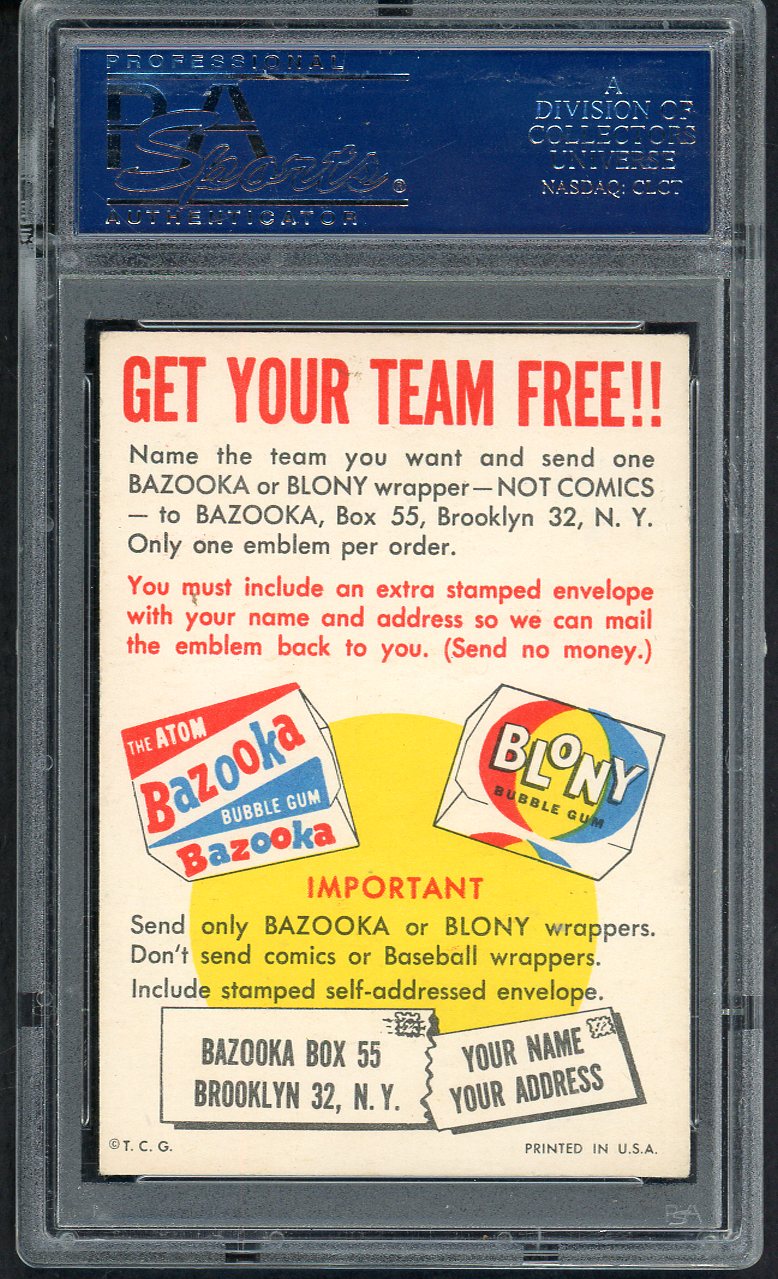 PROFESSIONAL
PSA
Sports®
AUTHENTICATOR
A
DIVISION OF
COLLECTORS
UNIVERSE
NASDAQ: CLCT
GET YOUR TEAM FREE!!
Name the team you want and send one
BAZOOKA or BLONY wrapper—NOT COMICS
— to BAZOOKA, Box 55, Brooklyn 32, N. Y.
Only one emblem per order.
You must include an extra stamped envelope
with your name and address so we can mail
the emblem back to you. (Send no money.)
THE ATOM
Bazooka
BUBBLE GUM
Bazooka
BLONY
BUBBLE GUM
IMPORTANT
Send only BAZOOKA or BLONY wrappers.
Don't send comics or Baseball wrappers.
Include stamped self-addressed envelope.
BAZOOKA BOX 55
BROOKLYN 32, N. Y.
YOUR NAME
YOUR ADDRESS
© T. C. G.
PRINTED IN U.S.A.
PSA